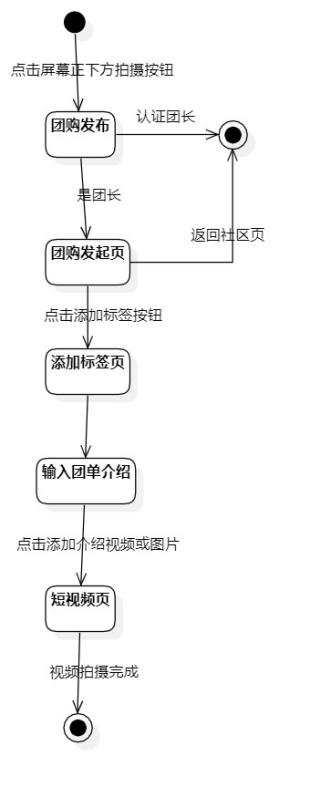 点击屏幕正下方拍摄按钮
团购发布
认证团长
是团长
返回社区页
团购发起页
点击添加标签按钮
添加标签页
输入团单介绍
点击添加介绍视频或图片
短视频页
视频拍摄完成